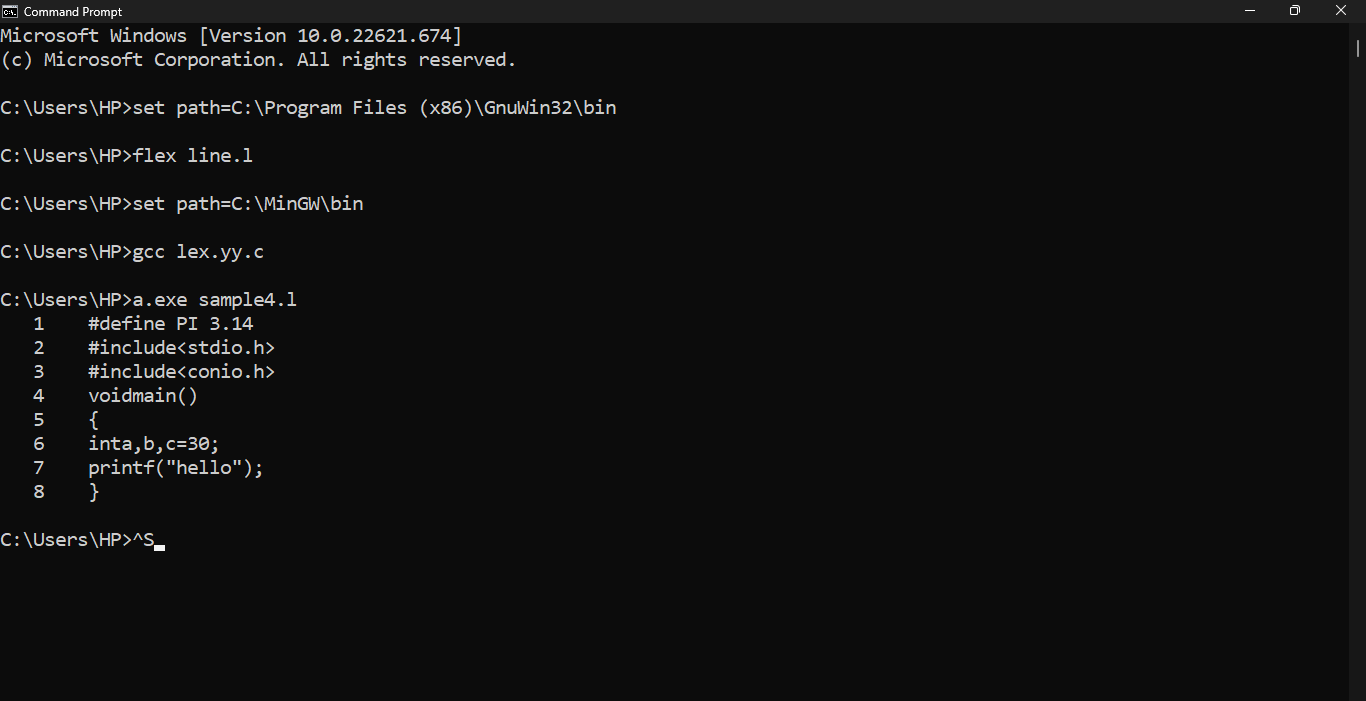 Command Prompt
Microsoft Windows [Version 10.0.22621.674]
(c) Microsoft Corporation. All rights reserved.
C:\Users\HP>set path=C:\Program Files (x86)\GnuWin32\bin
C:\Users\HP>flex line.l
C:\Users\HP>set path=C:\MinGW\bin
C:\Users\HP>gcc lex.yy.c
C:\Users\HP>a.exe sample4.l
1 #define PI 3.14
2 #include<stdio.h>
3 #include<conio.h>
4 voidmain()
5 {
6 inta,b,c=30;
7 printf("hello");
8 }
C:\Users\HP>^S